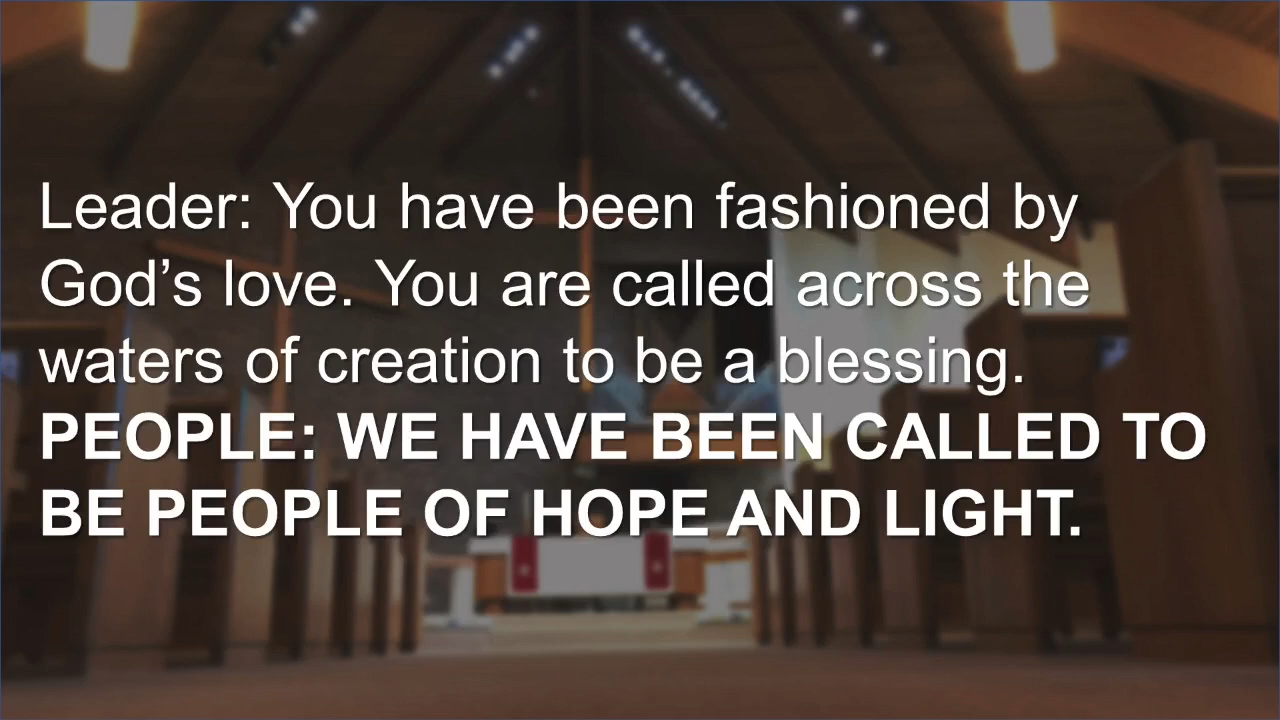 Leader: You have been fashioned by
God’s love. You are called across the
waters of creation to be a blessing.
PEOPLE: WE HAVE BEEN CALLED TO
BE PEOPLE OF HOPE AND LIGHT.